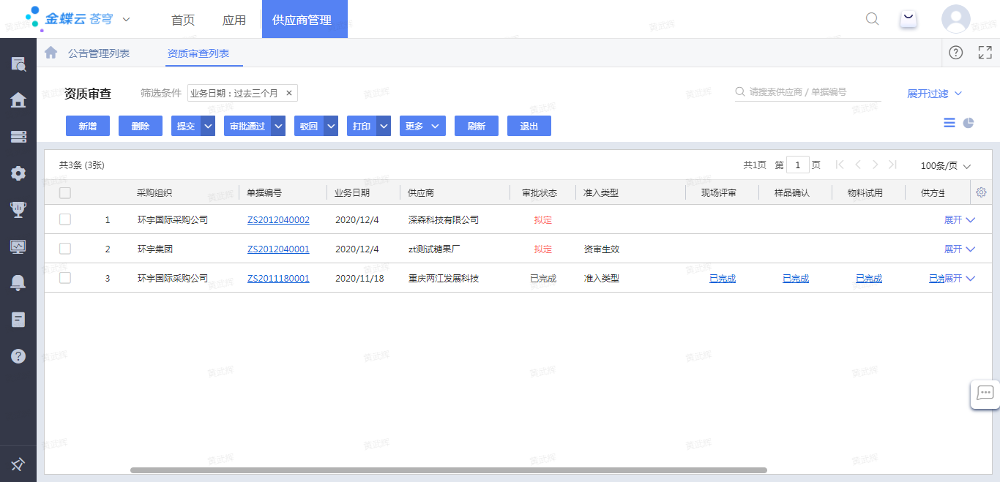 金蝶云 苍穹
首页 应用 供应商管理
公告管理列表 资质审查列表
资质审查 筛选条件 业务日期：过去三个月 × 请搜索供应商 / 单据编号 展开过滤
新增 删除 提交 审批通过 驳回 打印 更多 刷新 退出
共3条 (3张) 共1页 第 1 页 100条/页
采购组织 单据编号 业务日期 供应商 审批状态 准入类型 现场评审 样品确认 物料试用 供方生
1 环宇国际采购公司 ZS2012040002 2020/12/4 深森科技有限公司 拟定 展开
2 环宇集团 ZS2012040001 2020/12/4 zt测试糖果厂 拟定 资审生效 展开
3 环宇国际采购公司 ZS2011180001 2020/11/18 重庆两江发展科技 已完成 准入类型 已完成 已完成 已完成 已完 展开
黄武辉